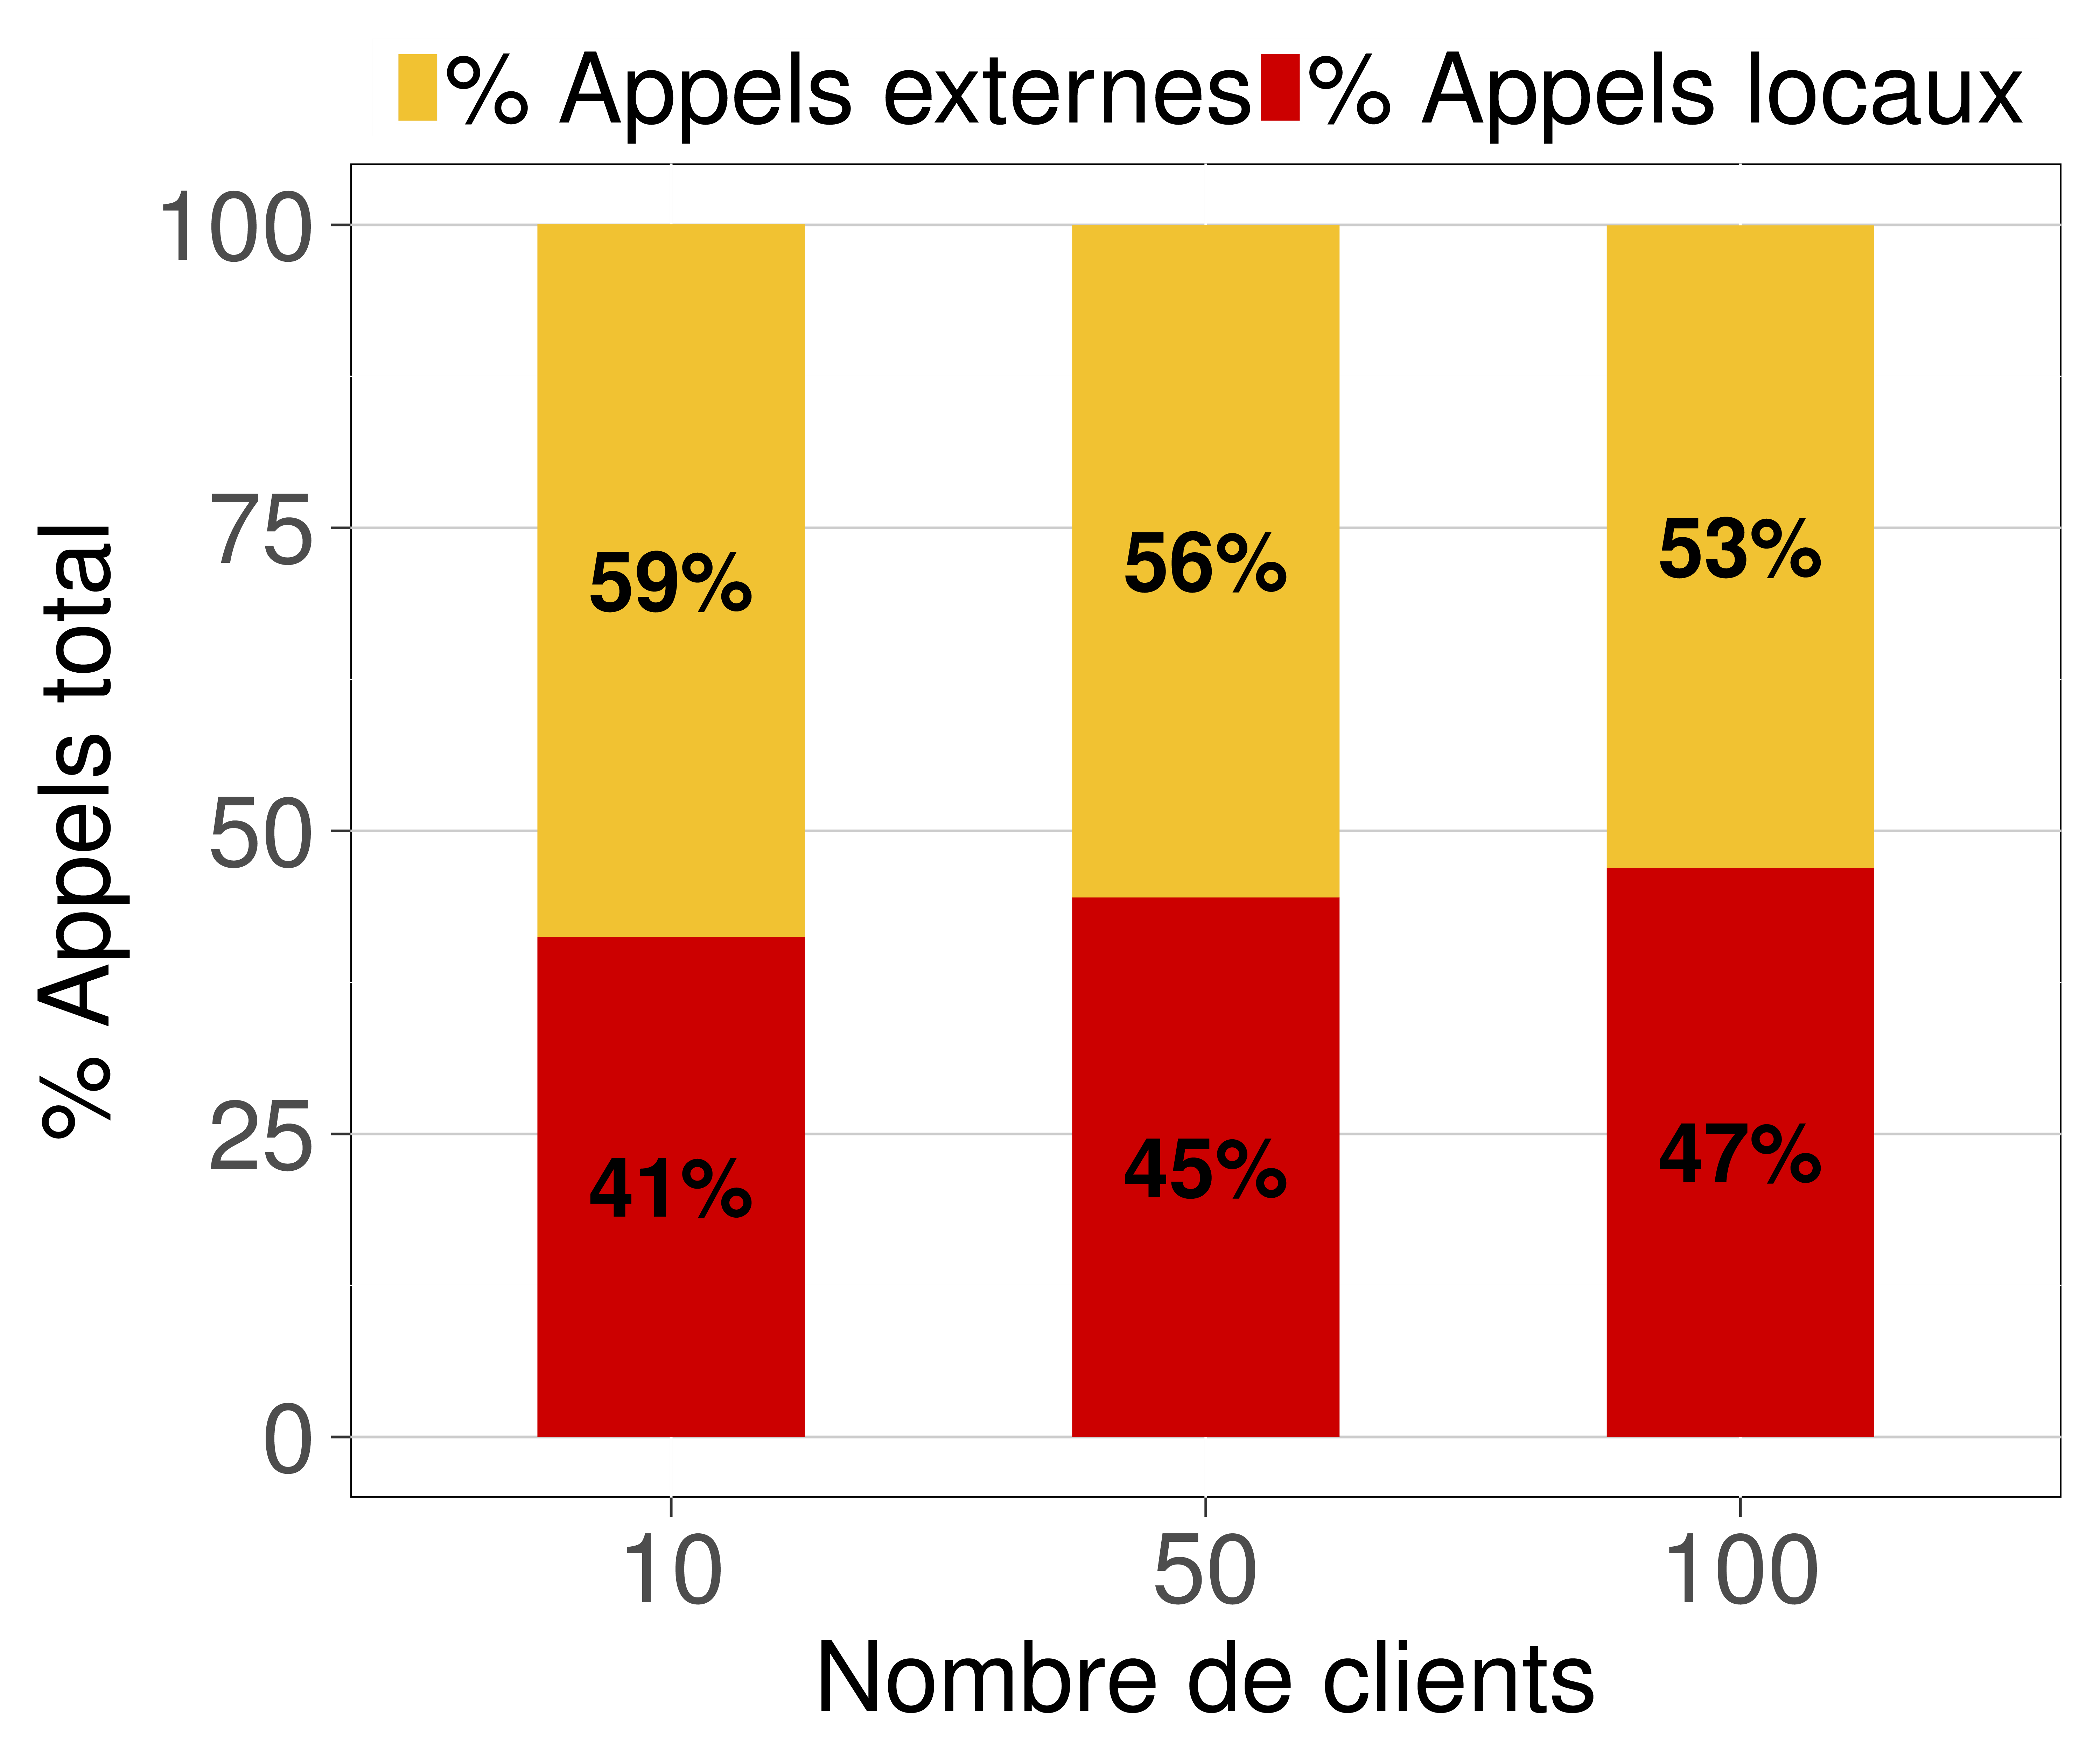 % Appels externes % Appels locaux
% Appels total
100
75
50
25
0
59% 56% 53%
41% 45% 47%
10 50 100
Nombre de clients